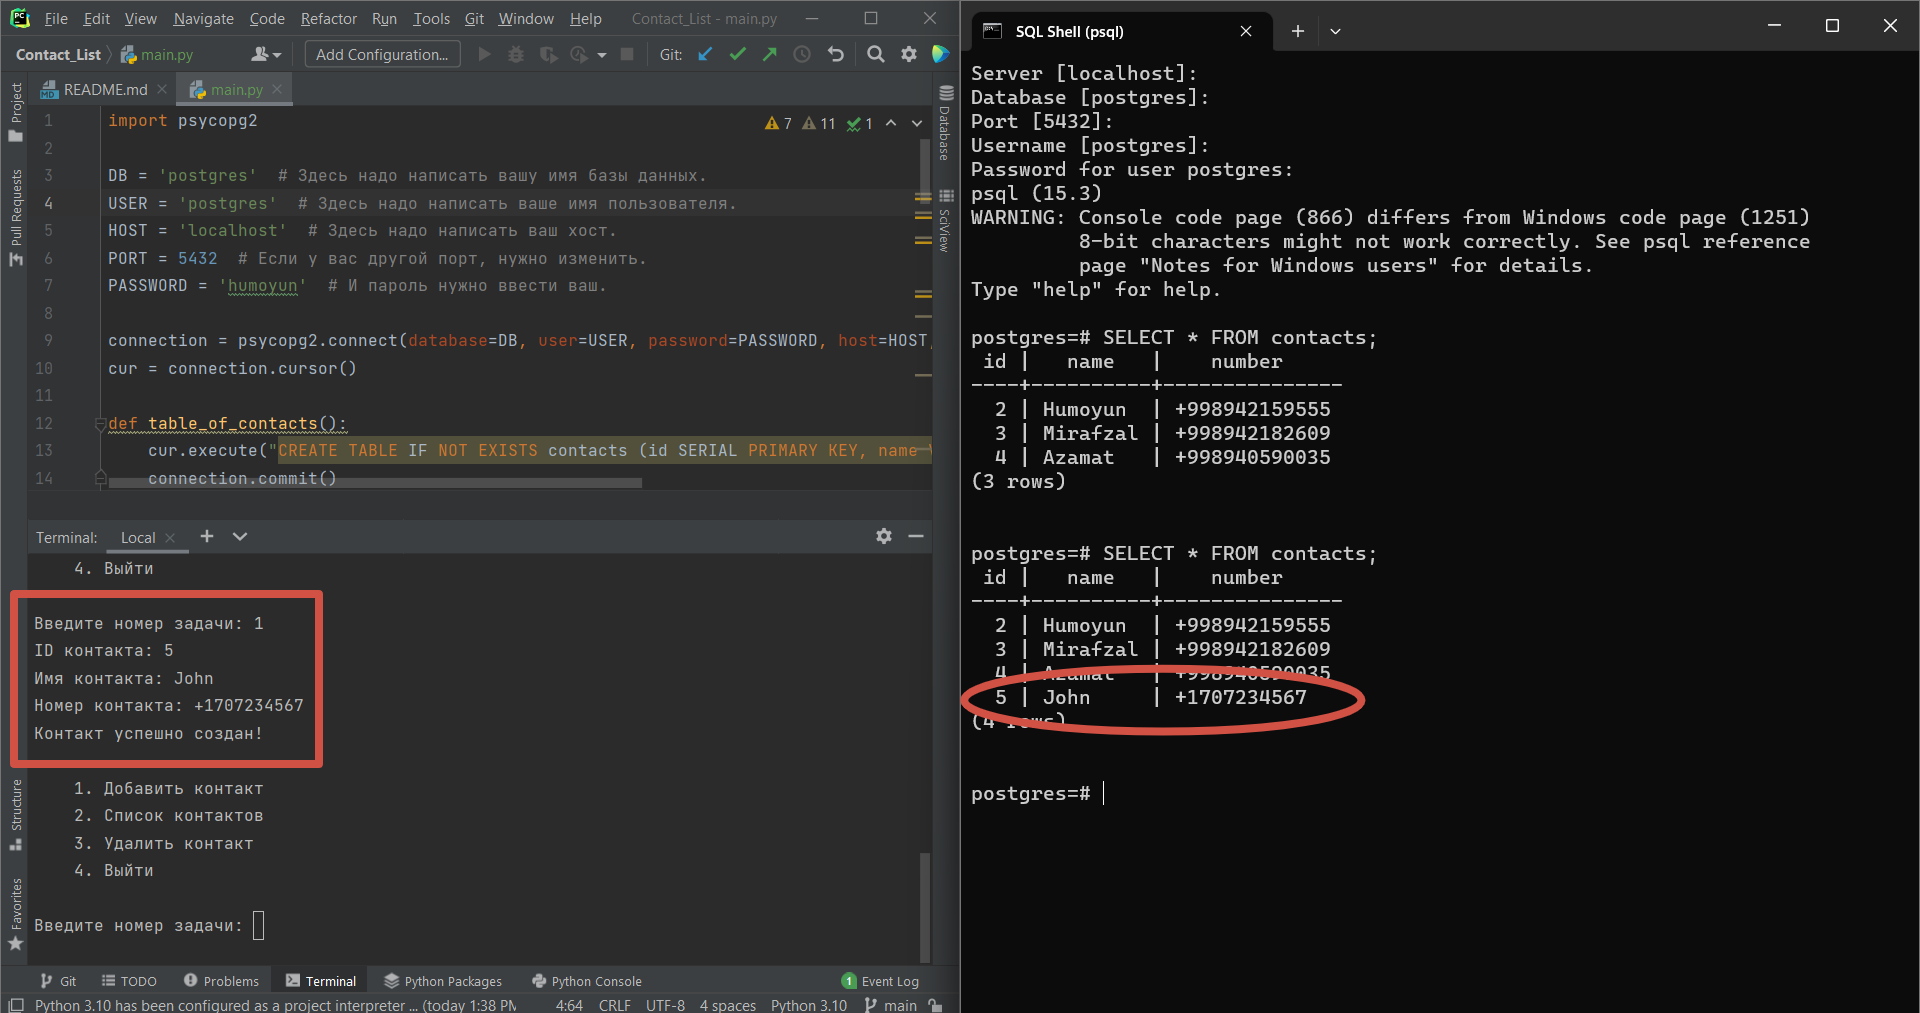 File Edit View Navigate Code Refactor Run Tools Git Window Help Contact_List - main.py
Contact_List main.py Add Configuration... Git:
README.md main.py
Project
Pull Requests
Structure
Favorites
1 import psycopg2
7 11 1
2
3 DB = 'postgres' # Здесь надо написать вашу имя базы данных.
4 USER = 'postgres' # Здесь надо написать ваше имя пользователя.
5 HOST = 'localhost' # Здесь надо написать ваш хост.
6 PORT = 5432 # Если у вас другой порт, нужно изменить.
7 PASSWORD = 'humoyun' # И пароль нужно ввести ваш.
8
9 connection = psycopg2.connect(database=DB, user=USER, password=PASSWORD, host=HOST,
10 cur = connection.cursor()
11
12 def table_of_contacts():
13 cur.execute("CREATE TABLE IF NOT EXISTS contacts (id SERIAL PRIMARY KEY, name
14 connection.commit()
Database
SciView
Terminal: Local
4. Выйти
Введите номер задачи: 1
ID контакта: 5
Имя контакта: John
Номер контакта: +1707234567
Контакт успешно создан!
1. Добавить контакт
2. Список контактов
3. Удалить контакт
4. Выйти
Введите номер задачи:
Git TODO Problems Terminal Python Packages Python Console 1 Event Log
Python 3.10 has been configured as a project interpreter ... (today 1:38 PM 4:64 CRLF UTF-8 4 spaces Python 3.10 main
SQL Shell (psql)
Server [localhost]:
Database [postgres]:
Port [5432]:
Username [postgres]:
Password for user postgres:
psql (15.3)
WARNING: Console code page (866) differs from Windows code page (1251)
8-bit characters might not work correctly. See psql reference
page "Notes for Windows users" for details.
Type "help" for help.
postgres=# SELECT * FROM contacts;
id | name | number
----+----------+---------------
2 | Humoyun | +998942159555
3 | Mirafzal | +998942182609
4 | Azamat | +998940590035
(3 rows)
postgres=# SELECT * FROM contacts;
id | name | number
----+----------+---------------
2 | Humoyun | +998942159555
3 | Mirafzal | +998942182609
4 | Azamat | +998940590035
5 | John | +1707234567
(4 rows)
postgres=#